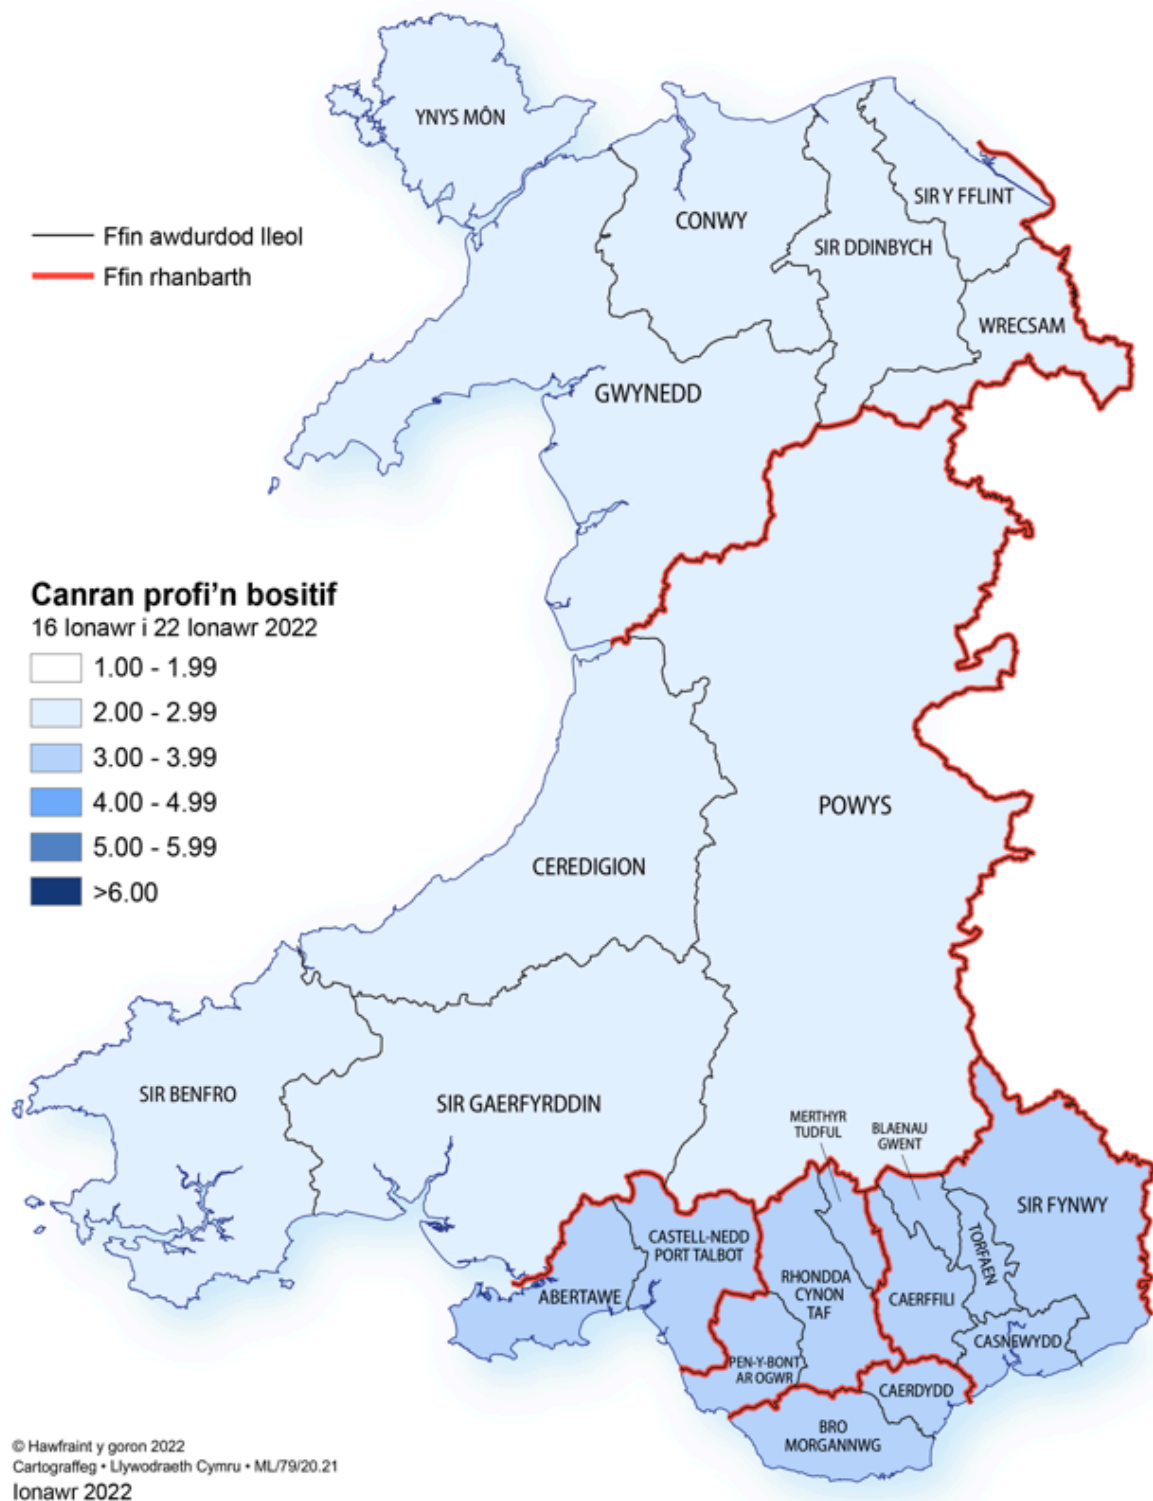 YNYS MÔN
CONWY
SIR Y FFLINT
SIR DDINBYCH
WRECSAM
GWYNEDD
Ffin awdurdod lleol
Ffin rhanbarth
Canran profi'n bositif
16 Ionawr i 22 Ionawr 2022
1.00 - 1.99
2.00 - 2.99
3.00 - 3.99
4.00 - 4.99
5.00 - 5.99
>6.00
POWYS
CEREDIGION
SIR BENFRO
SIR GAERFYRDDIN
MERTHYR
TUDFUL
BLAENAU
GWENT
SIR FYNWY
TORFAEN
CASTELL-NEDD
PORT TALBOT
ABERTAWE
RHONDDA
CYNON
TAF
CAERFFILI
CASNEWYDD
PEN-Y-BONT
AR OGWR
CAERDYDD
BRO
MORGANNWG
© Hawfraint y goron 2022
Cartograffeg • Llywodraeth Cymru • ML/79/20.21
Ionawr 2022